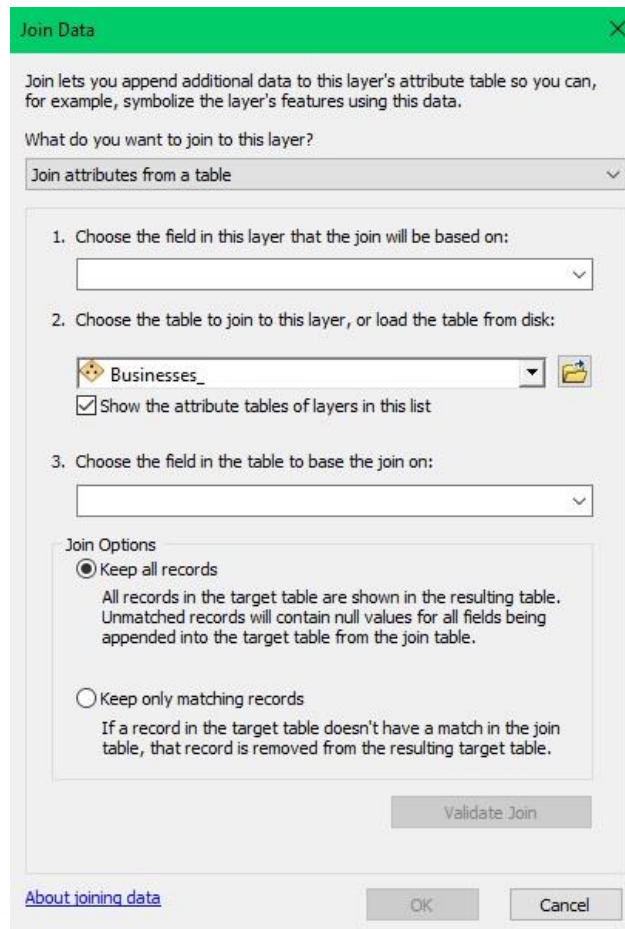 Join Data
Join lets you append additional data to this layer's attribute table so you can,
for example, symbolize the layer's features using this data.
What do you want to join to this layer?
Join attributes from a table
1. Choose the field in this layer that the join will be based on:
2. Choose the table to join to this layer, or load the table from disk:
Businesses_
Show the attribute tables of layers in this list
3. Choose the field in the table to base the join on:
Join Options
Keep all records
All records in the target table are shown in the resulting table.
Unmatched records will contain null values for all fields being
appended into the target table from the join table.
Keep only matching records
If a record in the target table doesn't have a match in the join
table, that record is removed from the resulting target table.
Validate Join
About joining data
OK
Cancel